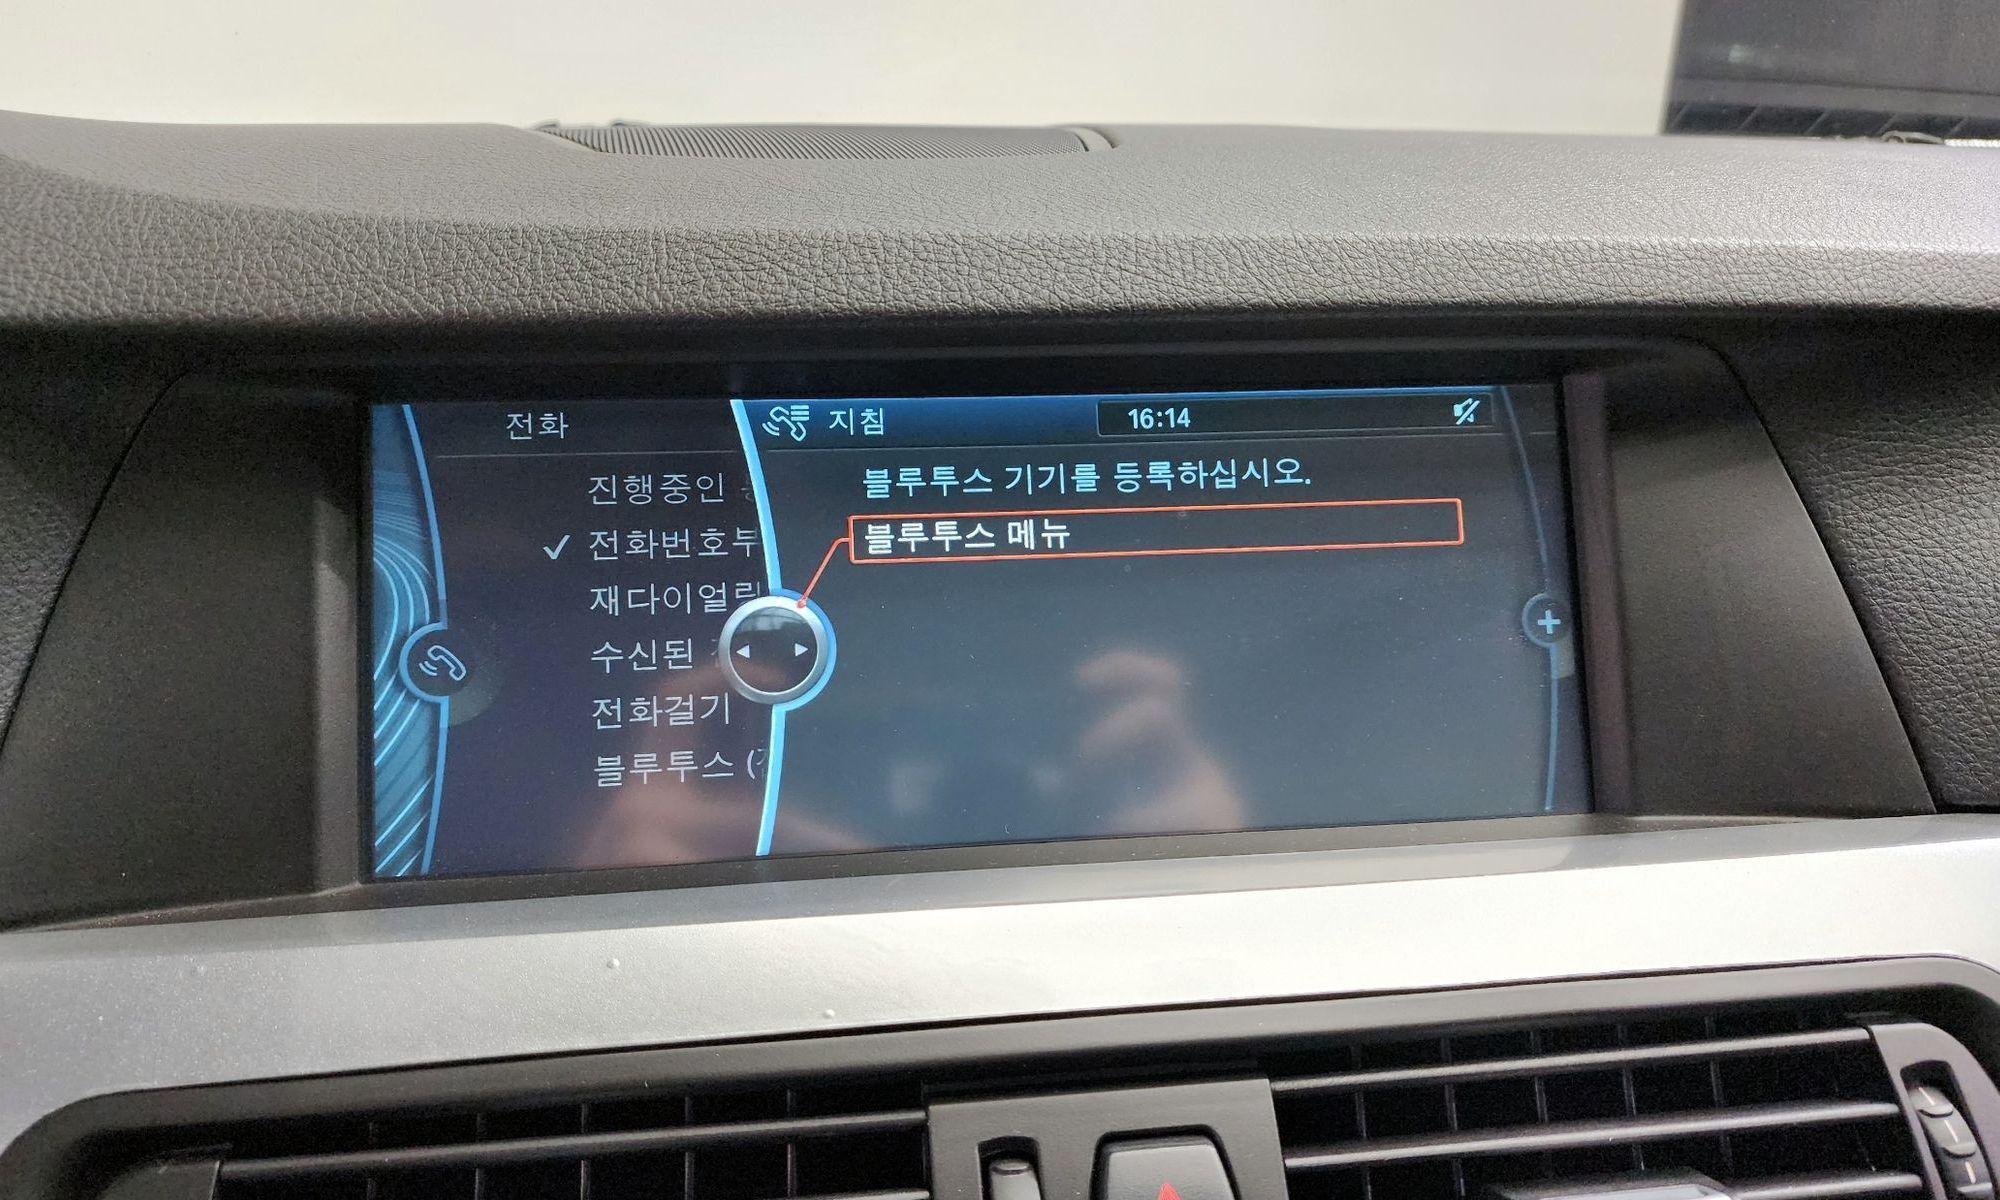 전화
진행중인
✓ 전화번호부
재다이얼링
수신된
전화걸기
블루투스
지침
16:14
블루투스 기기를 등록하십시오.
블루투스 메뉴